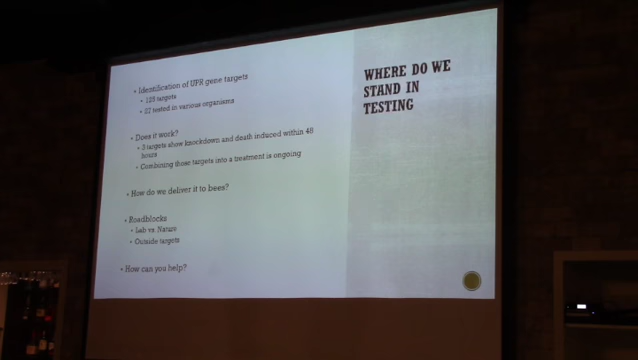 Identification of UPR gene targets
128 targets
22 tested in various organisms
Does it work?
3 targets show knockdown and death induced within 48
hours
Combining those targets into a treatment is ongoing
How do we deliver it to bees?
Roadblocks
Lab vs. Nature
Outside targets
How can you help?
WHERE DO WE
STAND IN
TESTING